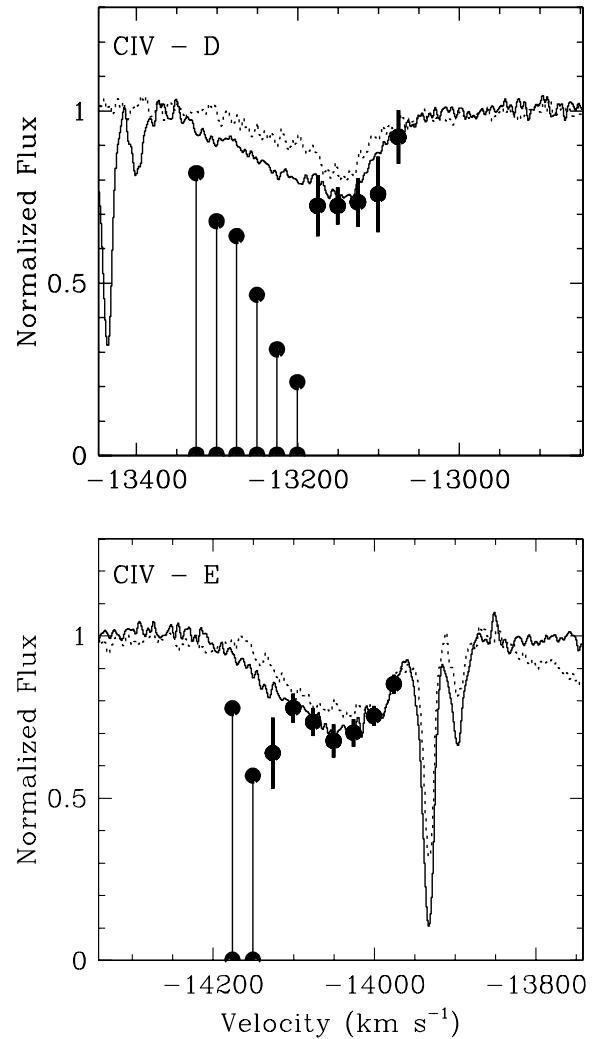 CIV – D
1
0.5
0
Normalized Flux
−13400 −13200 −13000
CIV – E
1
0.5
0
Normalized Flux
−14200 −14000 −13800
Velocity (km s⁻¹)